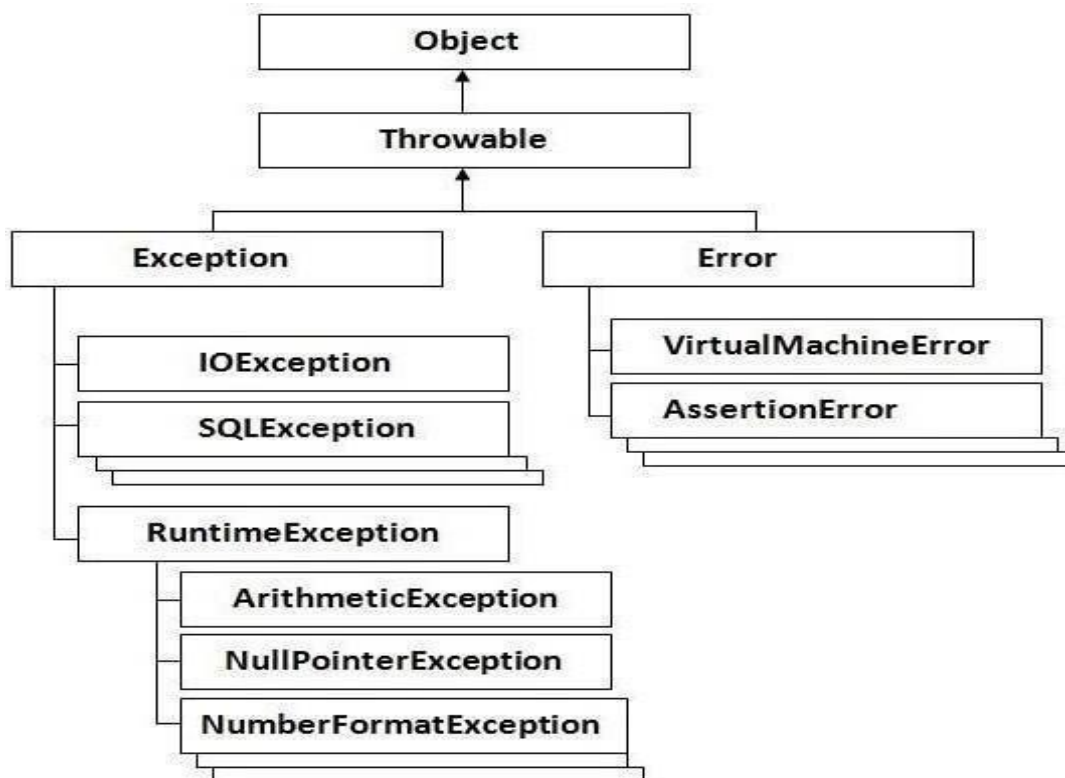 Object
Throwable
Exception
Error
IOException
SQLException
RuntimeException
ArithmeticException
NullPointerException
NumberFormatException
VirtualMachineError
AssertionError